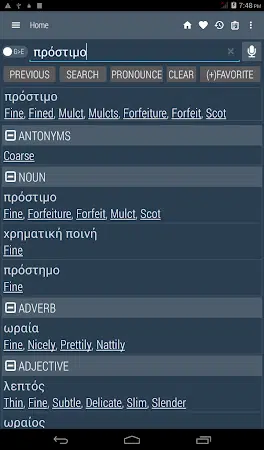 7:48 PM
Home
G>E
πρόστιμο
PREVIOUS SEARCH PRONOUNCE CLEAR (+)FAVORITE
πρόστιμο
Fine, Fined, Mulct, Mulcts, Forfeiture, Forfeit, Scot
ANTONYMS
Coarse
NOUN
πρόστιμο
Fine, Forfeiture, Forfeit, Mulct, Scot
χρηματική ποινή
Fine
πρόστημο
Fine
ADVERB
ωραία
Fine, Nicely, Prettily, Nattily
ADJECTIVE
λεπτός
Thin, Fine, Subtle, Delicate, Slim, Slender
ωραίος